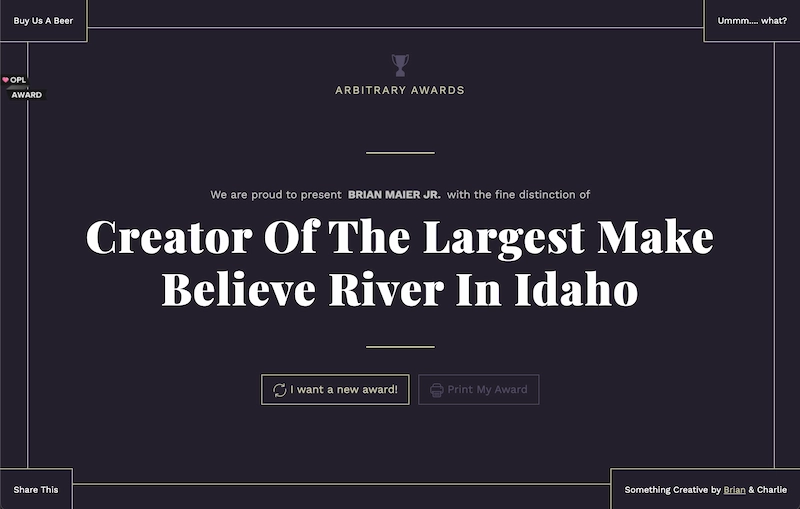 Buy Us A Beer
Ummm.... what?
OPL
AWARD
ARBITRARY AWARDS
We are proud to present BRIAN MAIER JR. with the fine distinction of
Creator Of The Largest Make
Believe River In Idaho
I want a new award!
Print My Award
Share This
Something Creative by Brian & Charlie